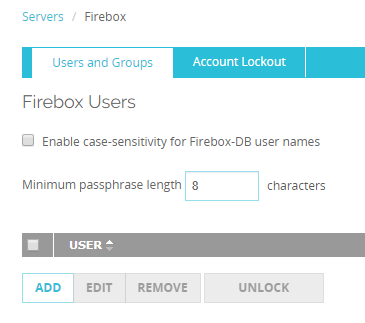 Servers / Firebox
Users and Groups Account Lockout
Firebox Users
Enable case-sensitivity for Firebox-DB user names
Minimum passphrase length 8 characters
USER
ADD EDIT REMOVE UNLOCK